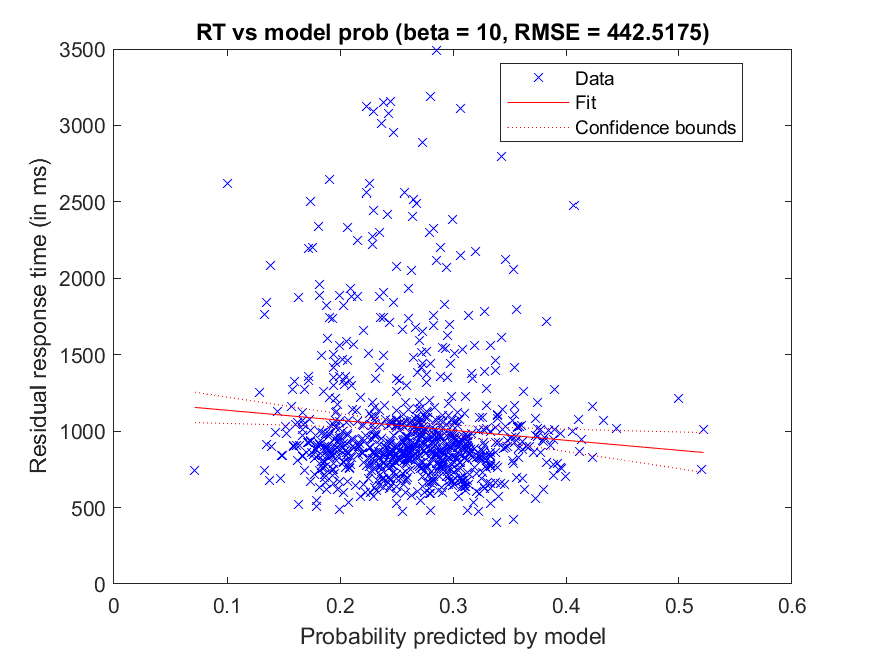 RT vs model prob (beta = 10, RMSE = 442.5175)
3500
3000
2500
2000
1500
1000
500
0
Residual response time (in ms)
Data
Fit
Confidence bounds
0 0.1 0.2 0.3 0.4 0.5 0.6
Probability predicted by model